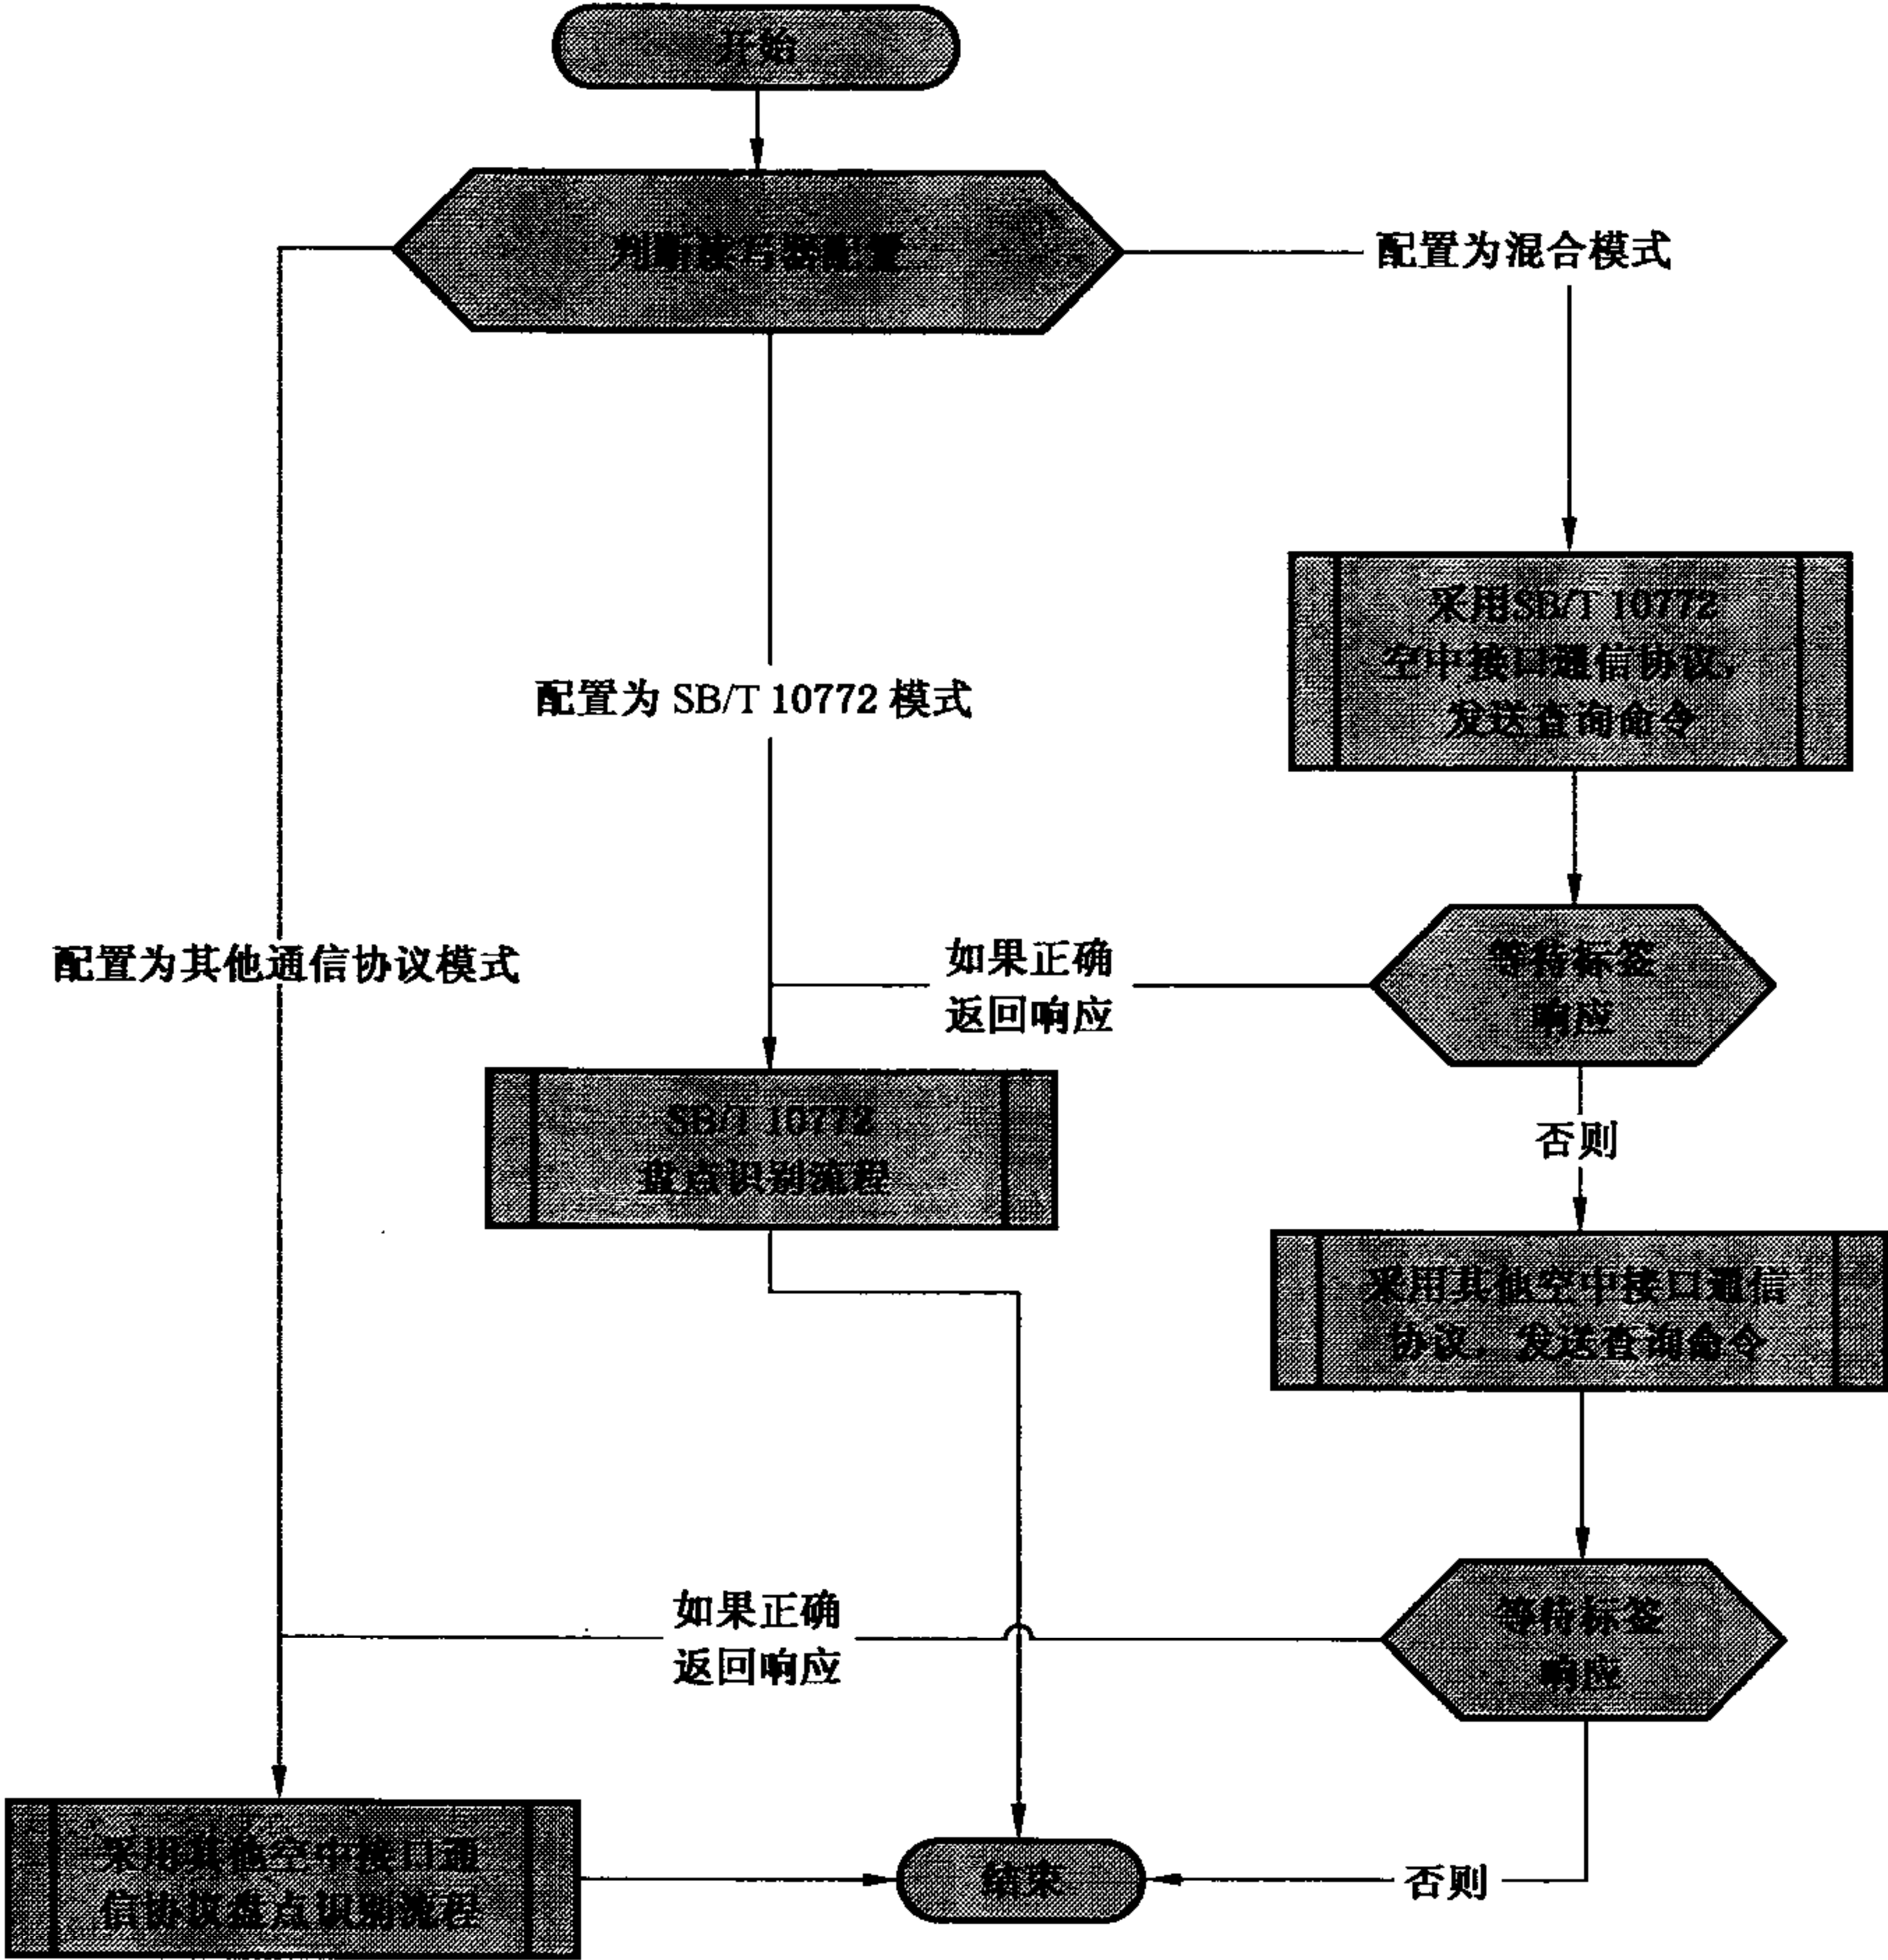 开始
判断读写器配置
配置为混合模式
采用SB/T 10772
空中接口通信协议,
发送查询命令
配置为 SB/T 10772 模式
配置为其他通信协议模式
如果正确
返回响应
等待标签
响应
SB/T 10772
盘点识别流程
否则
采用其他空中接口通信
协议，发送查询命令
如果正确
返回响应
等待标签
响应
采用其他空中接口通
信协议盘点识别流程
结束
否则